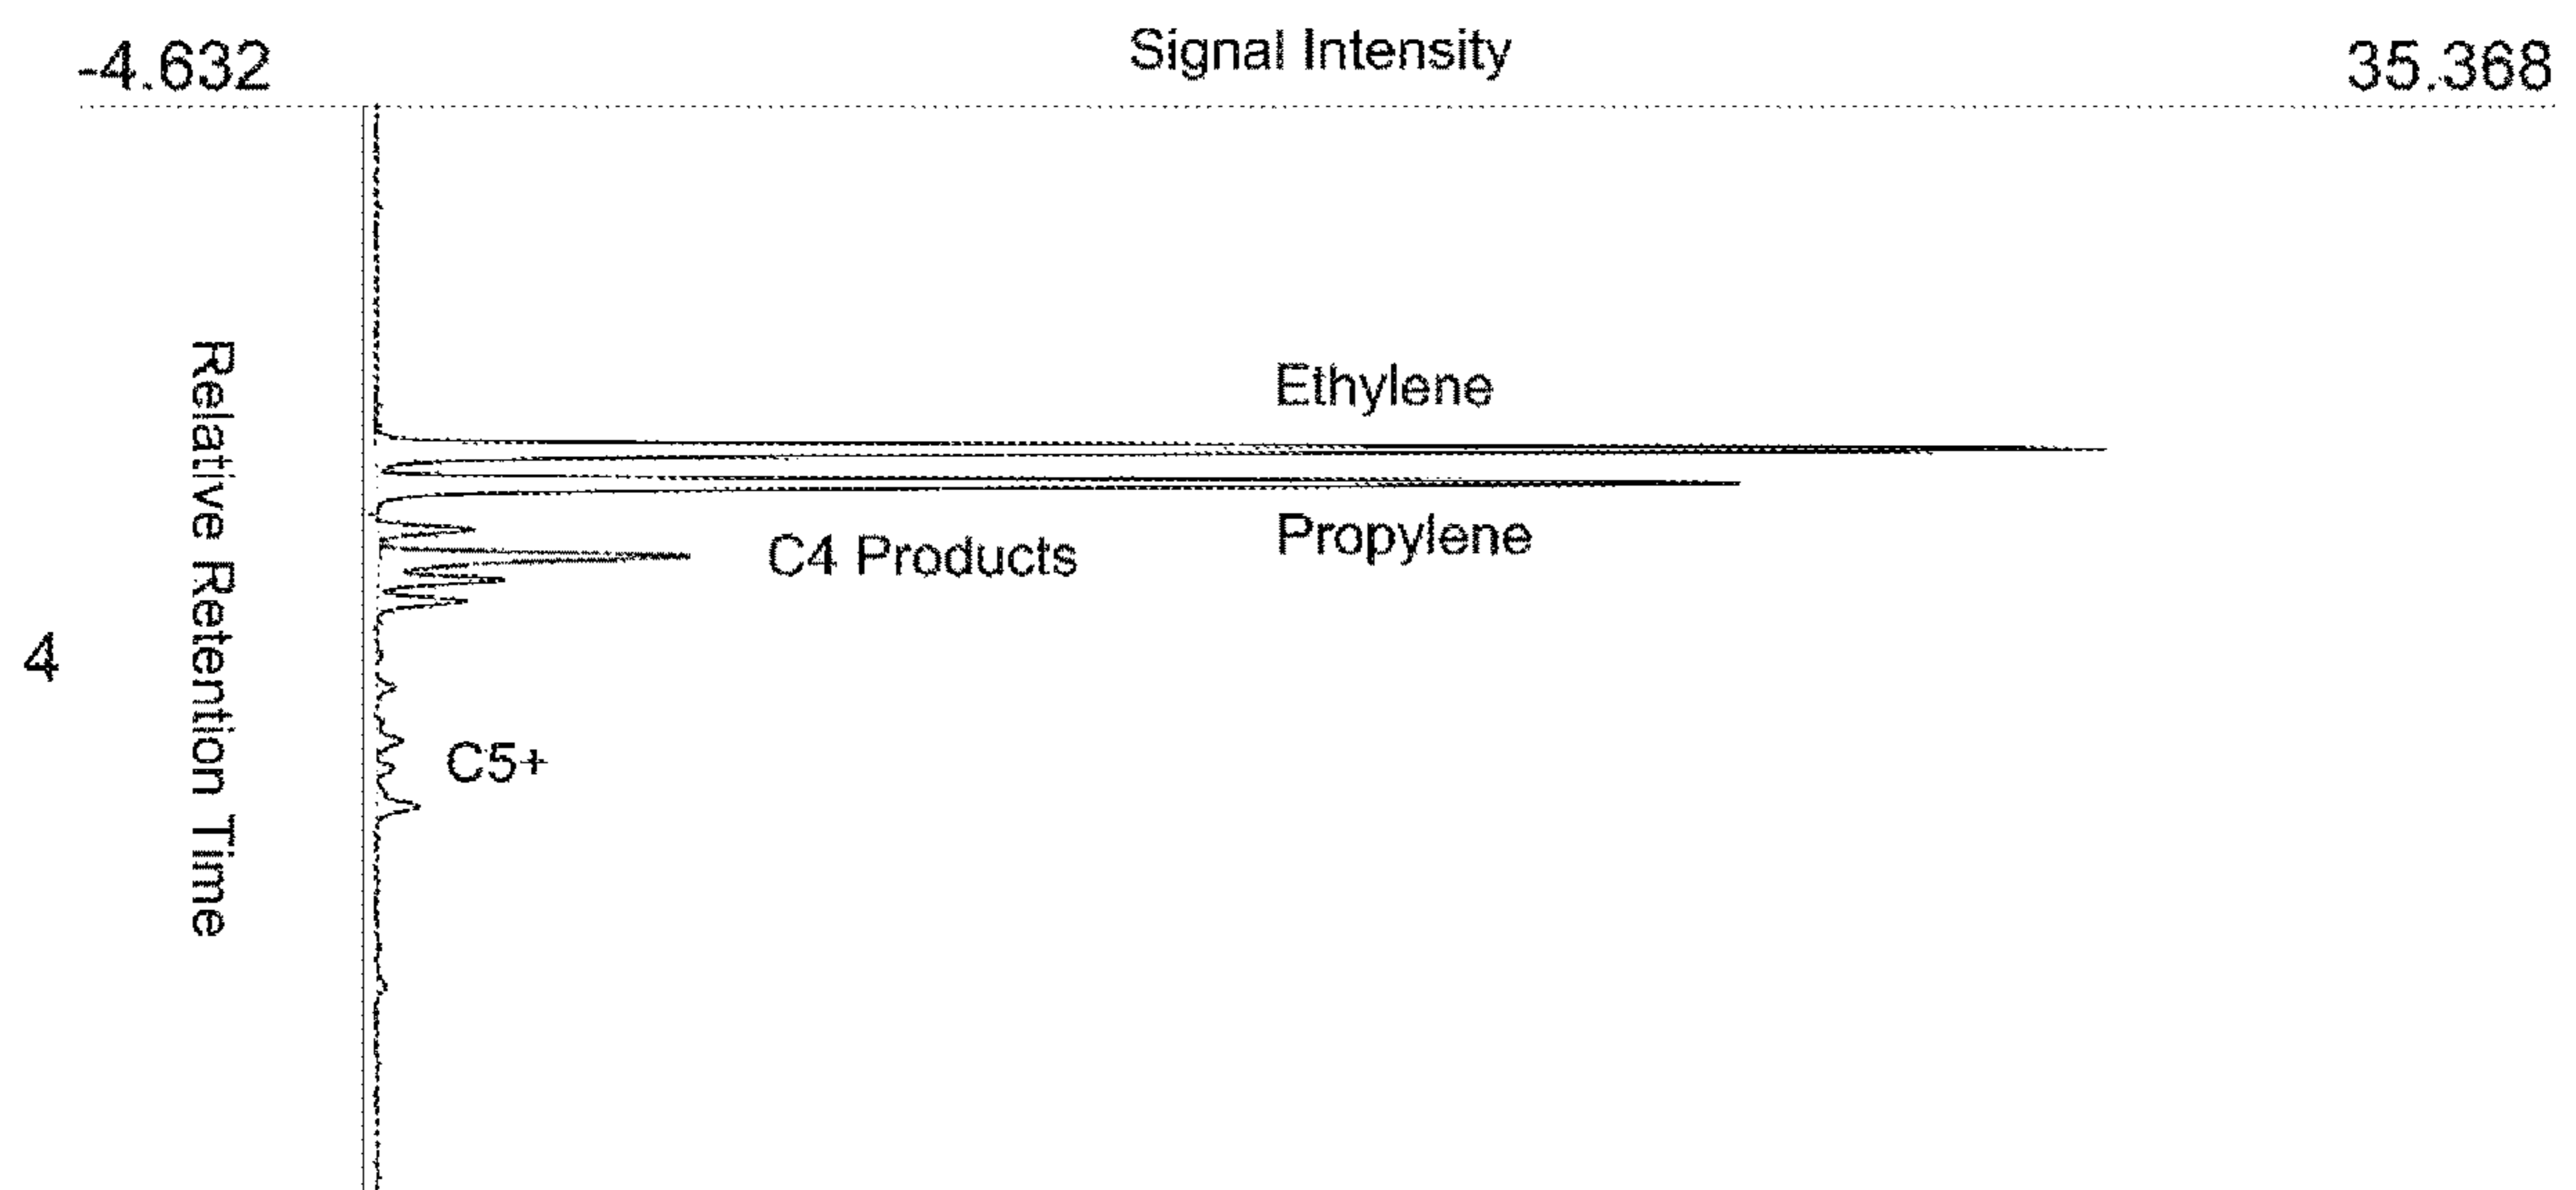 -4.632
Signal Intensity
35.368
Ethylene
Propylene
C4 Products
4
Relative Retention Time
C5+